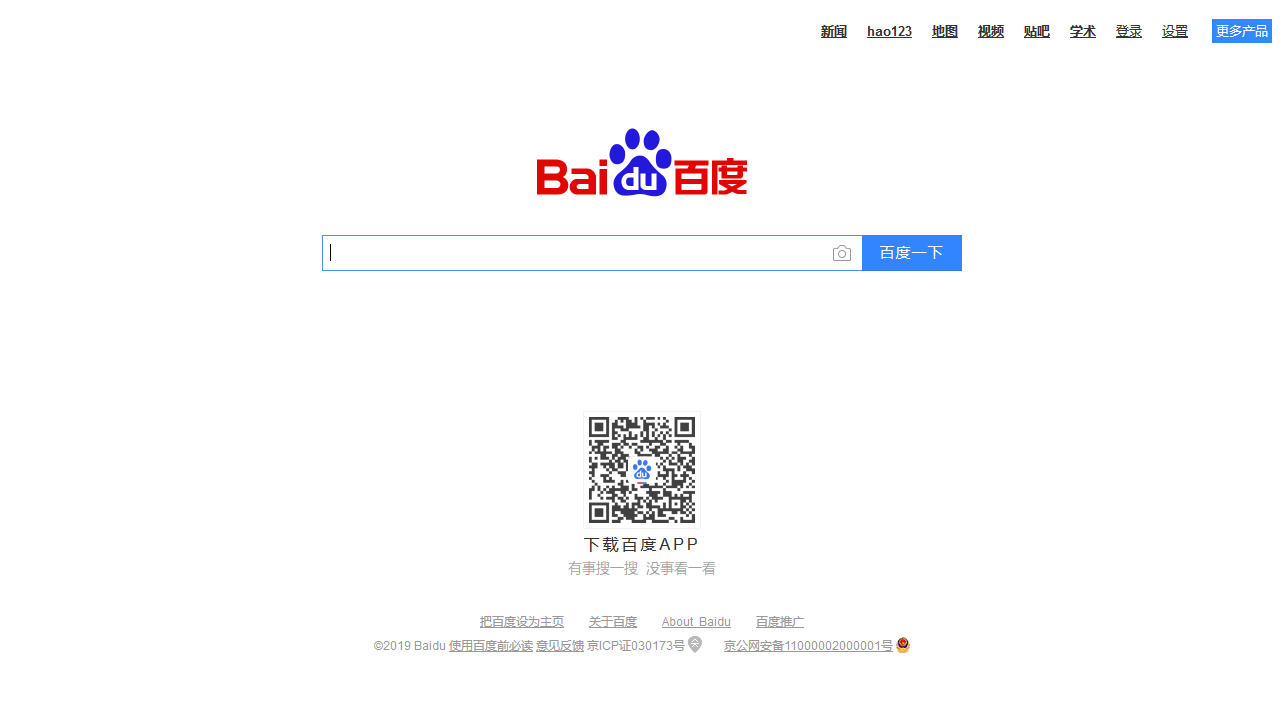 新闻 hao123 地图 视频 贴吧 学术 登录 设置 更多产品
Bai du 百度
百度一下
du
下载百度APP
有事搜一搜 没事看一看
把百度设为主页 关于百度 About Baidu 百度推广
©2019 Baidu 使用百度前必读 意见反馈 京ICP证030173号 京公网安备11000002000001号